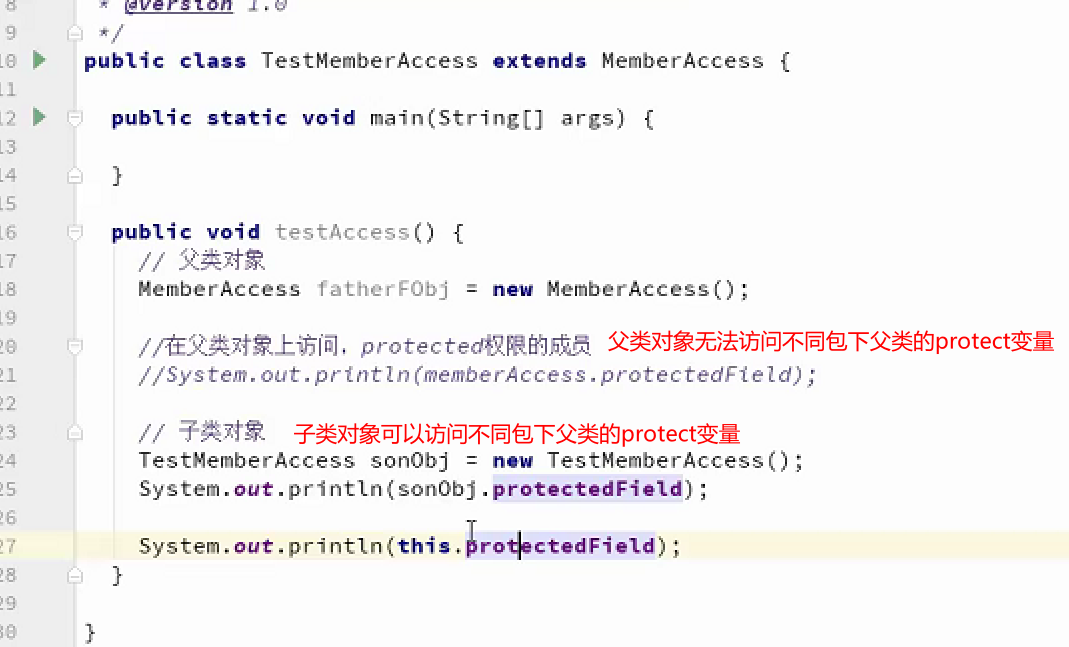 8 * @version 1.0
9 */
10 public class TestMemberAccess extends MemberAccess {
11
12 public static void main(String[] args) {
13
14 }
15
16 public void testAccess() {
17 // 父类对象
18 MemberAccess fatherFObj = new MemberAccess();
19
20 //在父类对象上访问，protected权限的成员 父类对象无法访问不同包下父类的protect变量
21 //System.out.println(memberAccess.protectedField);
22
23 // 子类对象 子类对象可以访问不同包下父类的protect变量
24 TestMemberAccess sonObj = new TestMemberAccess();
25 System.out.println(sonObj.protectedField);
26
27 System.out.println(this.protectedField);
28 }
29
30 }